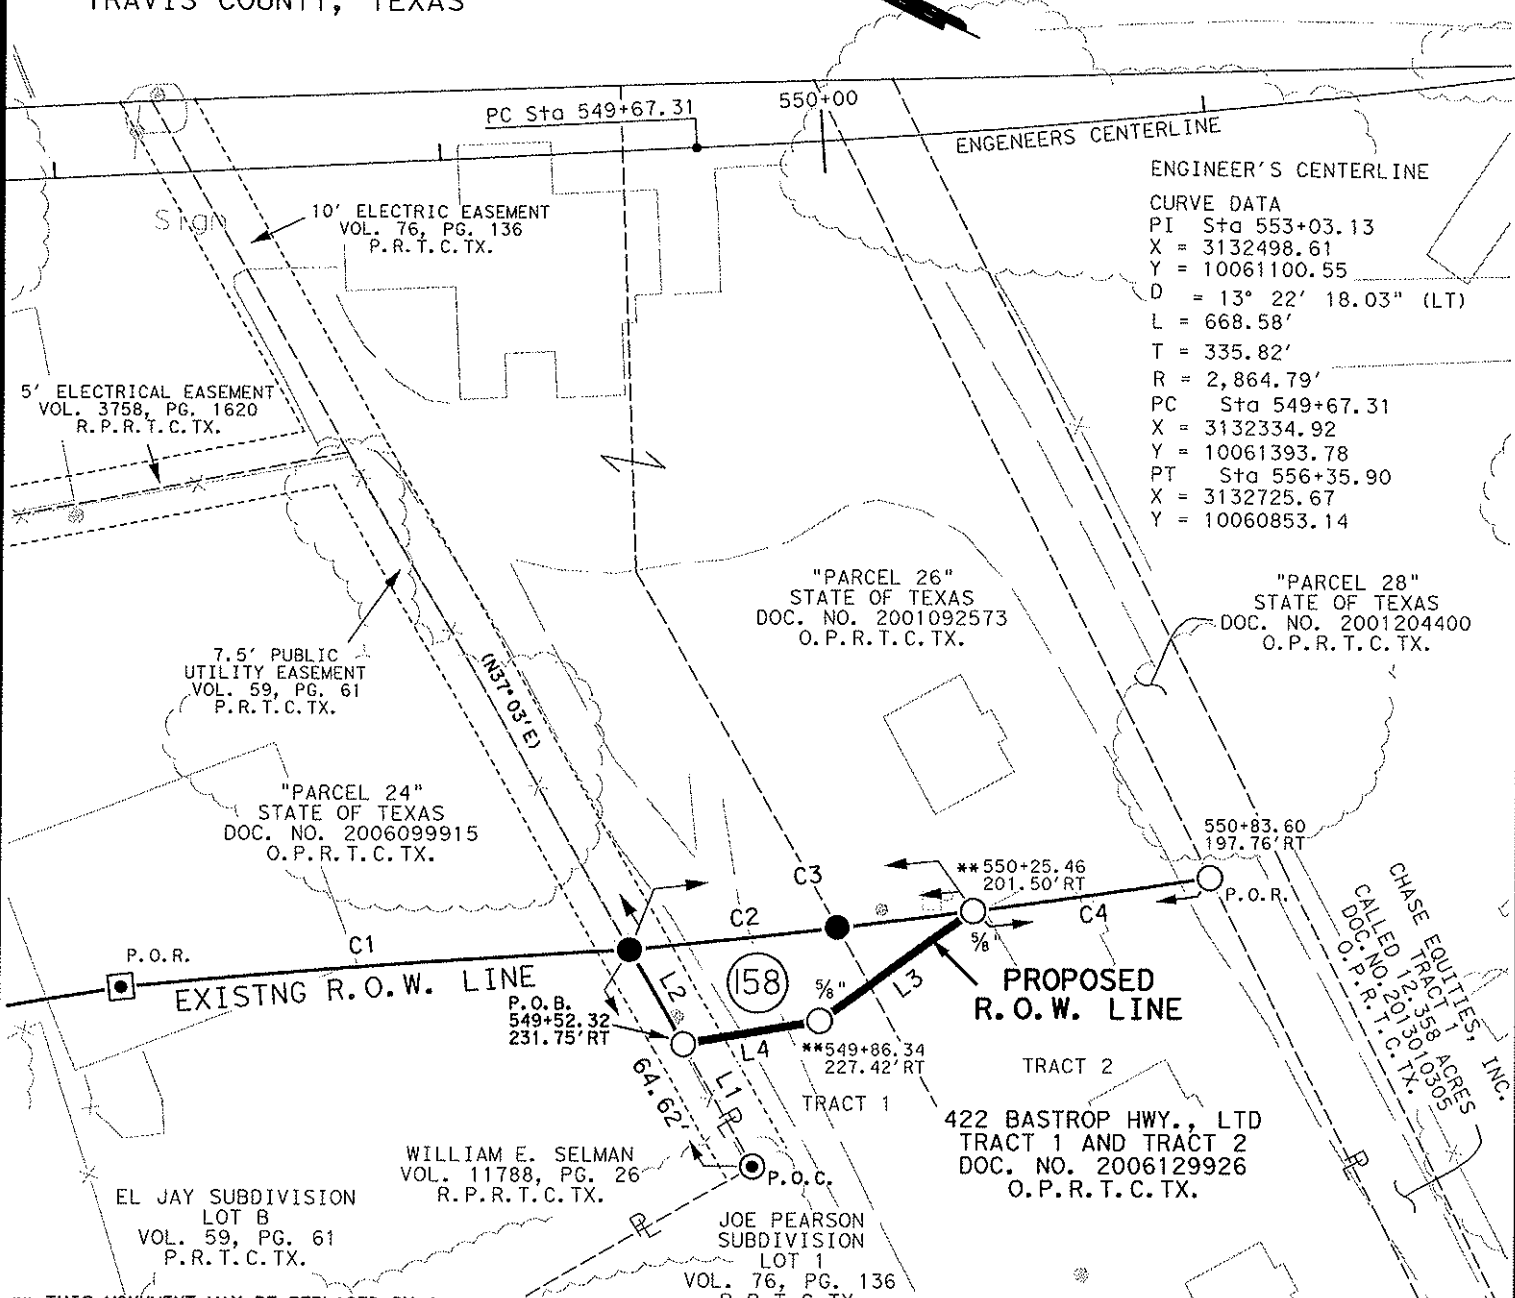 TRAVIS COUNTY, TEXAS
PC Sta 549+67.31
550+00
ENGENEERS CENTERLINE
ENGINEER'S CENTERLINE
CURVE DATA
PI Sta 553+03.13
X = 3132498.61
Y = 10061100.55
D = 13° 22' 18.03" (LT)
L = 668.58'
T = 335.82'
R = 2,864.79'
PC Sta 549+67.31
X = 3132334.92
Y = 10061393.78
PT Sta 556+35.90
X = 3132725.67
Y = 10060853.14
Sign
10' ELECTRIC EASEMENT
VOL. 76, PG. 136
P.R.T.C.TX.
5' ELECTRICAL EASEMENT
VOL. 3758, PG. 1620
R.P.R.T.C.TX.
"PARCEL 26"
STATE OF TEXAS
DOC. NO. 2001092573
O.P.R.T.C.TX.
"PARCEL 28"
STATE OF TEXAS
DOC. NO. 2001204400
O.P.R.T.C.TX.
7.5' PUBLIC
UTILITY EASEMENT
VOL. 59, PG. 61
P.R.T.C.TX.
(N37°03'E)
"PARCEL 24"
STATE OF TEXAS
DOC. NO. 2006099915
O.P.R.T.C.TX.
550+83.60
197.76'RT
**550+25.46
201.50'RT
C3
C2
C4
C1
P.O.R.
P.O.R.
EXISTNG R.O.W. LINE
P.O.B.
549+52.32
231.75'RT
L2
158
5/8"
5/8"
L3
PROPOSED
R.O.W. LINE
L4
**549+86.34
227.42'RT
L1
64.62'
PL
TRACT 1
TRACT 2
CHASE EQUITIES, INC.
TRACT 1
CALLED 12.358 ACRES
DOC.NO.2013010305
O.P.R.T.C.TX.
422 BASTROP HWY., LTD
TRACT 1 AND TRACT 2
DOC. NO. 2006129926
O.P.R.T.C.TX.
PL
WILLIAM E. SELMAN
VOL. 11788, PG. 26
R.P.R.T.C.TX.
P.O.C.
PL
EL JAY SUBDIVISION
LOT B
VOL. 59, PG. 61
P.R.T.C.TX.
JOE PEARSON
SUBDIVISION
LOT 1
VOL. 76, PG. 136